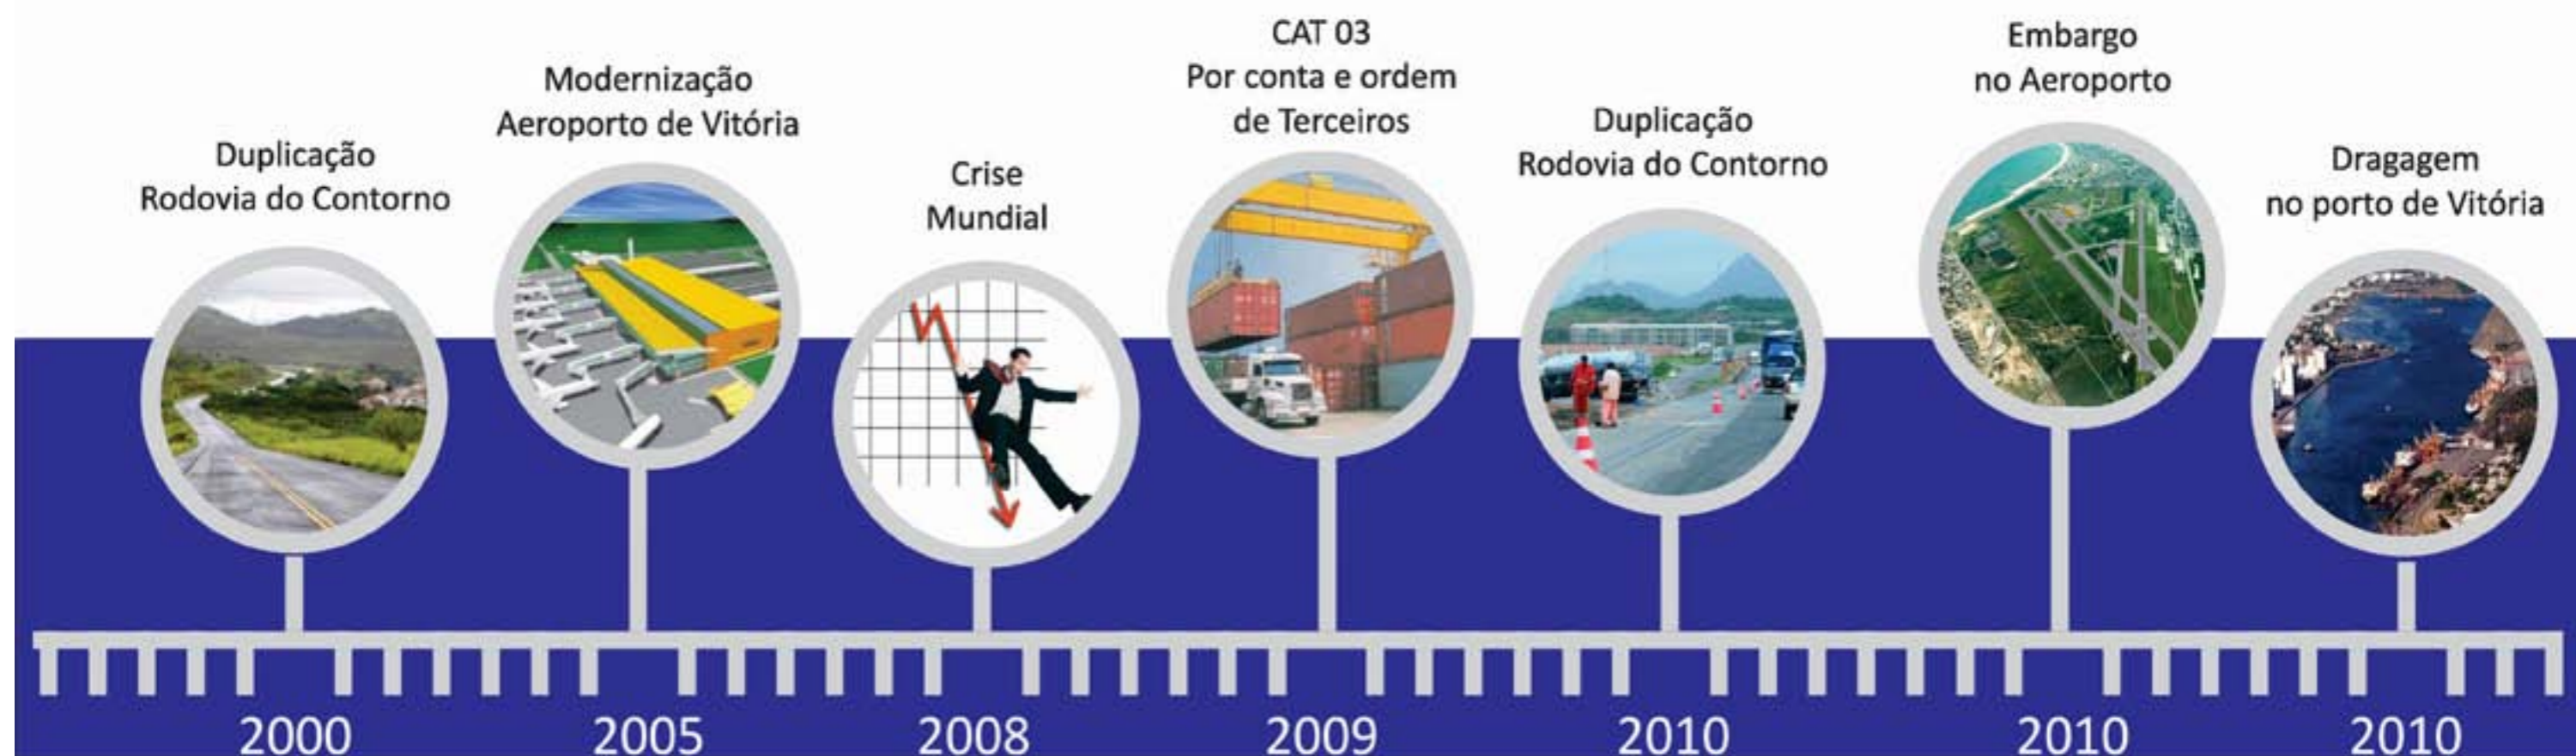 Duplicação
Rodovia do Contorno
Modernização
Aeroporto de Vitória
Crise
Mundial
CAT 03
Por conta e ordem
de Terceiros
Duplicação
Rodovia do Contorno
Embargo
no Aeroporto
Dragagem
no porto de Vitória
2000
2005
2008
2009
2010
2010
2010